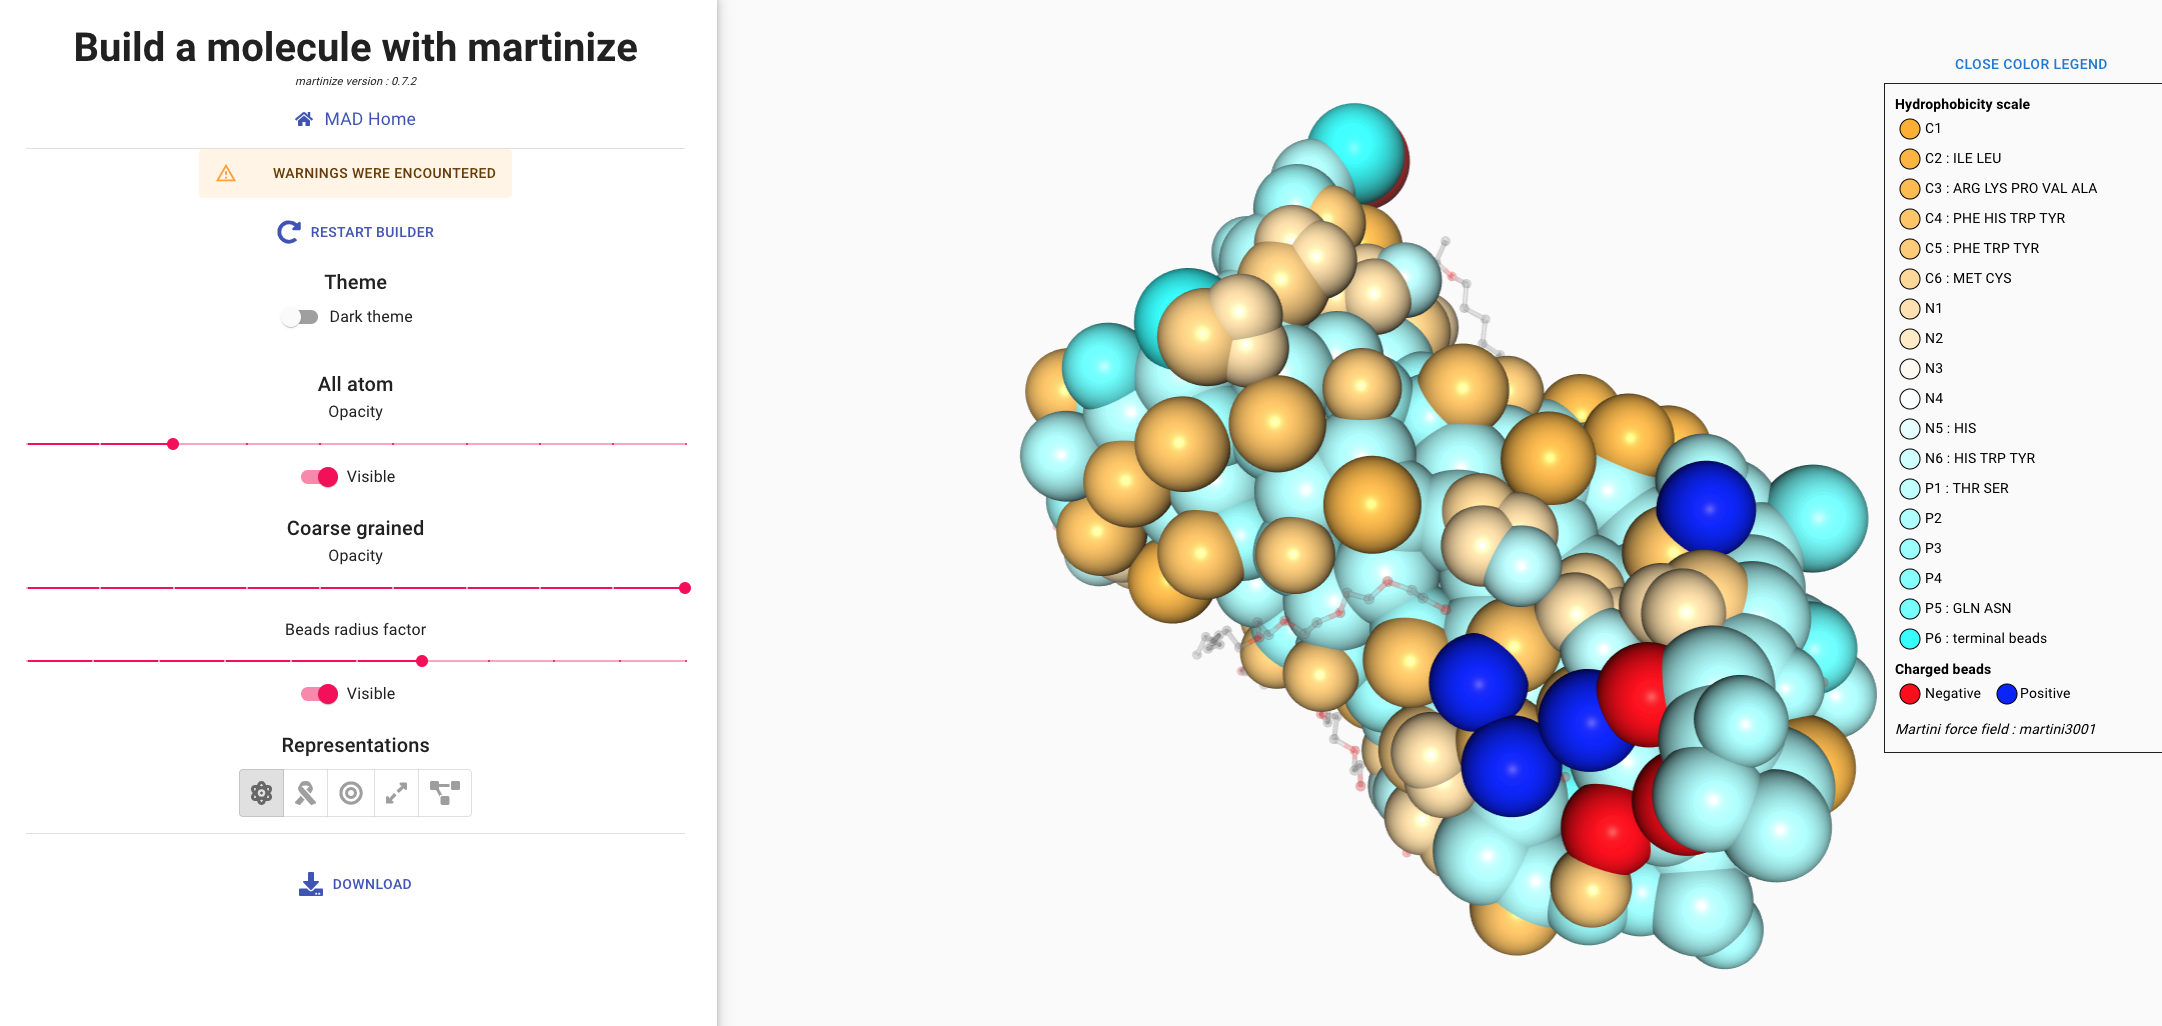 Build a molecule with martinize
martinize version : 0.7.2
MAD Home
WARNINGS WERE ENCOUNTERED
RESTART BUILDER
Theme
Dark theme
All atom
Opacity
Visible
Coarse grained
Opacity
Beads radius factor
Visible
Representations
DOWNLOAD
CLOSE COLOR LEGEND
Hydrophobicity scale
C1
C2 : ILE LEU
C3 : ARG LYS PRO VAL ALA
C4 : PHE HIS TRP TYR
C5 : PHE TRP TYR
C6 : MET CYS
N1
N2
N3
N4
N5 : HIS
N6 : HIS TRP TYR
P1 : THR SER
P2
P3
P4
P5 : GLN ASN
P6 : terminal beads
Charged beads
Negative Positive
Martini force field : martini3001